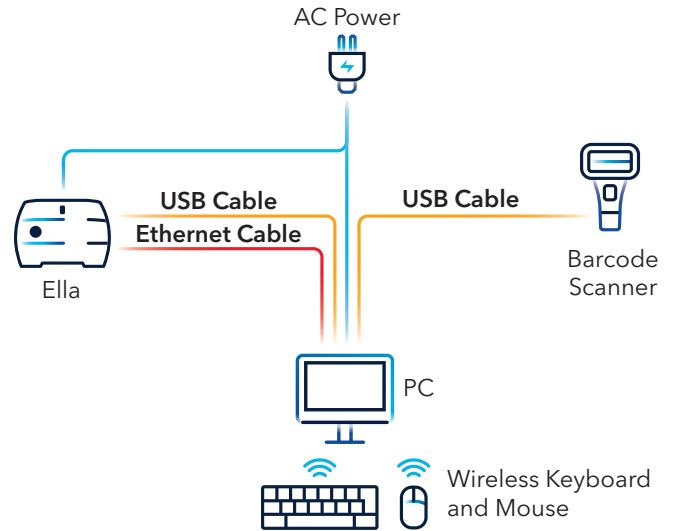 AC Power
USB Cable
USB Cable
Ethernet Cable
Ella
Barcode
Scanner
PC
Wireless Keyboard
and Mouse